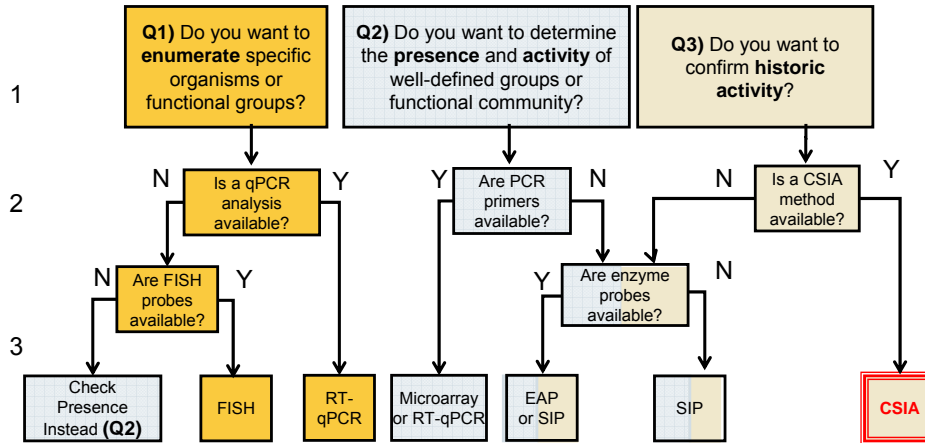 1
Q1) Do you want to
enumerate specific
organisms or
functional groups?
Q2) Do you want to determine
the presence and activity of
well-defined groups or
functional community?
Q3) Do you want to
confirm historic
activity?
2
N
Is a qPCR
analysis
available?
Y
Y
Are PCR
primers
available?
N
N
Is a CSIA
method
available?
Y
N
Are FISH
probes
available?
Y
Y
Are enzyme
probes
available?
N
3
Check
Presence
Instead (Q2)
FISH
RT-
qPCR
Microarray
or RT-qPCR
EAP
or SIP
SIP
CSIA